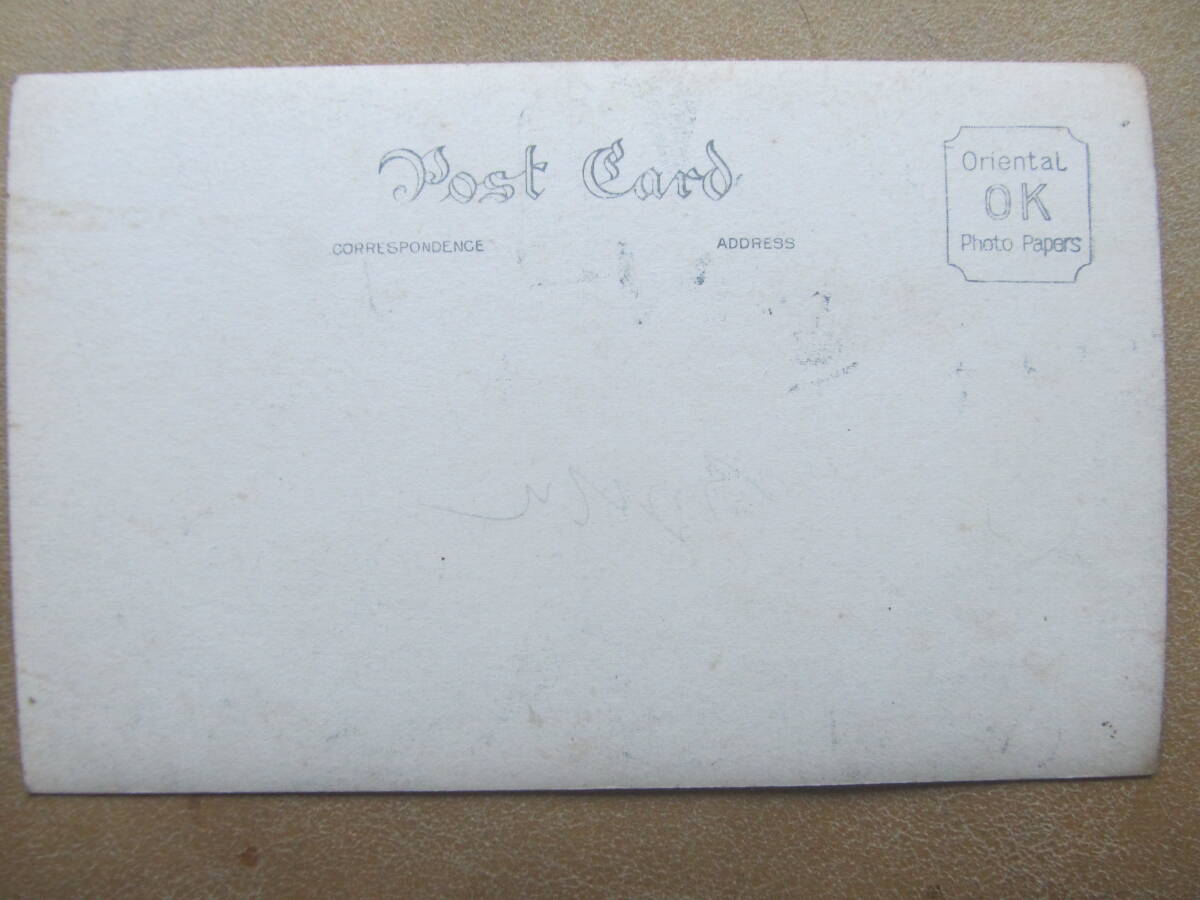 Post Card
CORRESPONDENCE
ADDRESS
Oriental
OK
Photo Papers